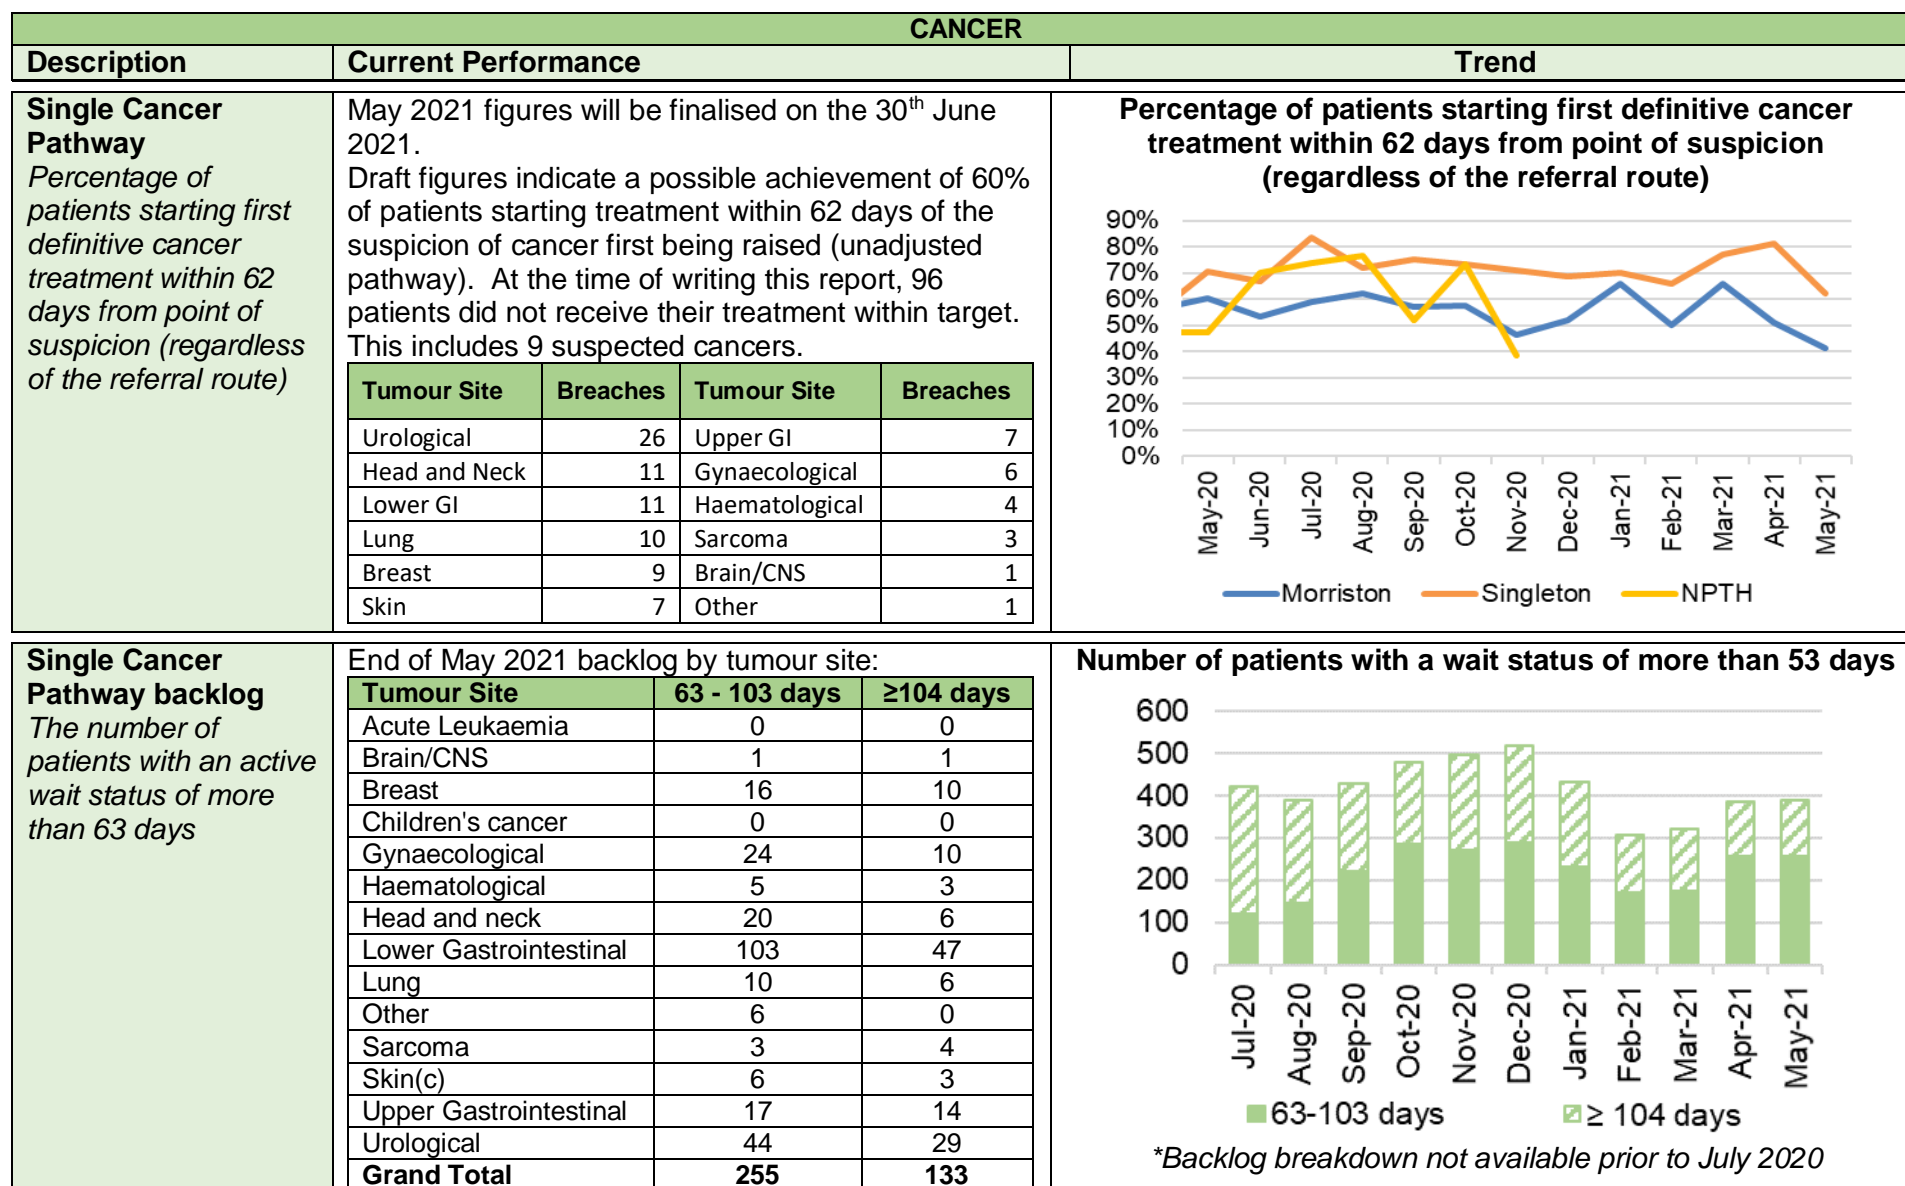 CANCER
Description Current Performance Trend
Single Cancer
Pathway
Percentage of
patients starting first
definitive cancer
treatment within 62
days from point of
suspicion (regardless
of the referral route)
May 2021 figures will be finalised on the 30th June
2021.
Draft figures indicate a possible achievement of 60%
of patients starting treatment within 62 days of the
suspicion of cancer first being raised (unadjusted
pathway). At the time of writing this report, 96
patients did not receive their treatment within target.
This includes 9 suspected cancers.
Tumour Site Breaches Tumour Site Breaches
Urological 26 Upper GI 7
Head and Neck 11 Gynaecological 6
Lower GI 11 Haematological 4
Lung 10 Sarcoma 3
Breast 9 Brain/CNS 1
Skin 7 Other 1
Percentage of patients starting first definitive cancer
treatment within 62 days from point of suspicion
(regardless of the referral route)
90%
80%
70%
60%
50%
40%
30%
20%
10%
0%
May-20 Jun-20 Jul-20 Aug-20 Sep-20 Oct-20 Nov-20 Dec-20 Jan-21 Feb-21 Mar-21 Apr-21 May-21
Morriston Singleton NPTH
Single Cancer
Pathway backlog
The number of
patients with an active
wait status of more
than 63 days
End of May 2021 backlog by tumour site:
Tumour Site 63 - 103 days ≥104 days
Acute Leukaemia 0 0
Brain/CNS 1 1
Breast 16 10
Children's cancer 0 0
Gynaecological 24 10
Haematological 5 3
Head and neck 20 6
Lower Gastrointestinal 103 47
Lung 10 6
Other 6 0
Sarcoma 3 4
Skin(c) 6 3
Upper Gastrointestinal 17 14
Urological 44 29
Grand Total 255 133
Number of patients with a wait status of more than 53 days
600
500
400
300
200
100
0
Jul-20 Aug-20 Sep-20 Oct-20 Nov-20 Dec-20 Jan-21 Feb-21 Mar-21 Apr-21 May-21
63-103 days ≥ 104 days
*Backlog breakdown not available prior to July 2020